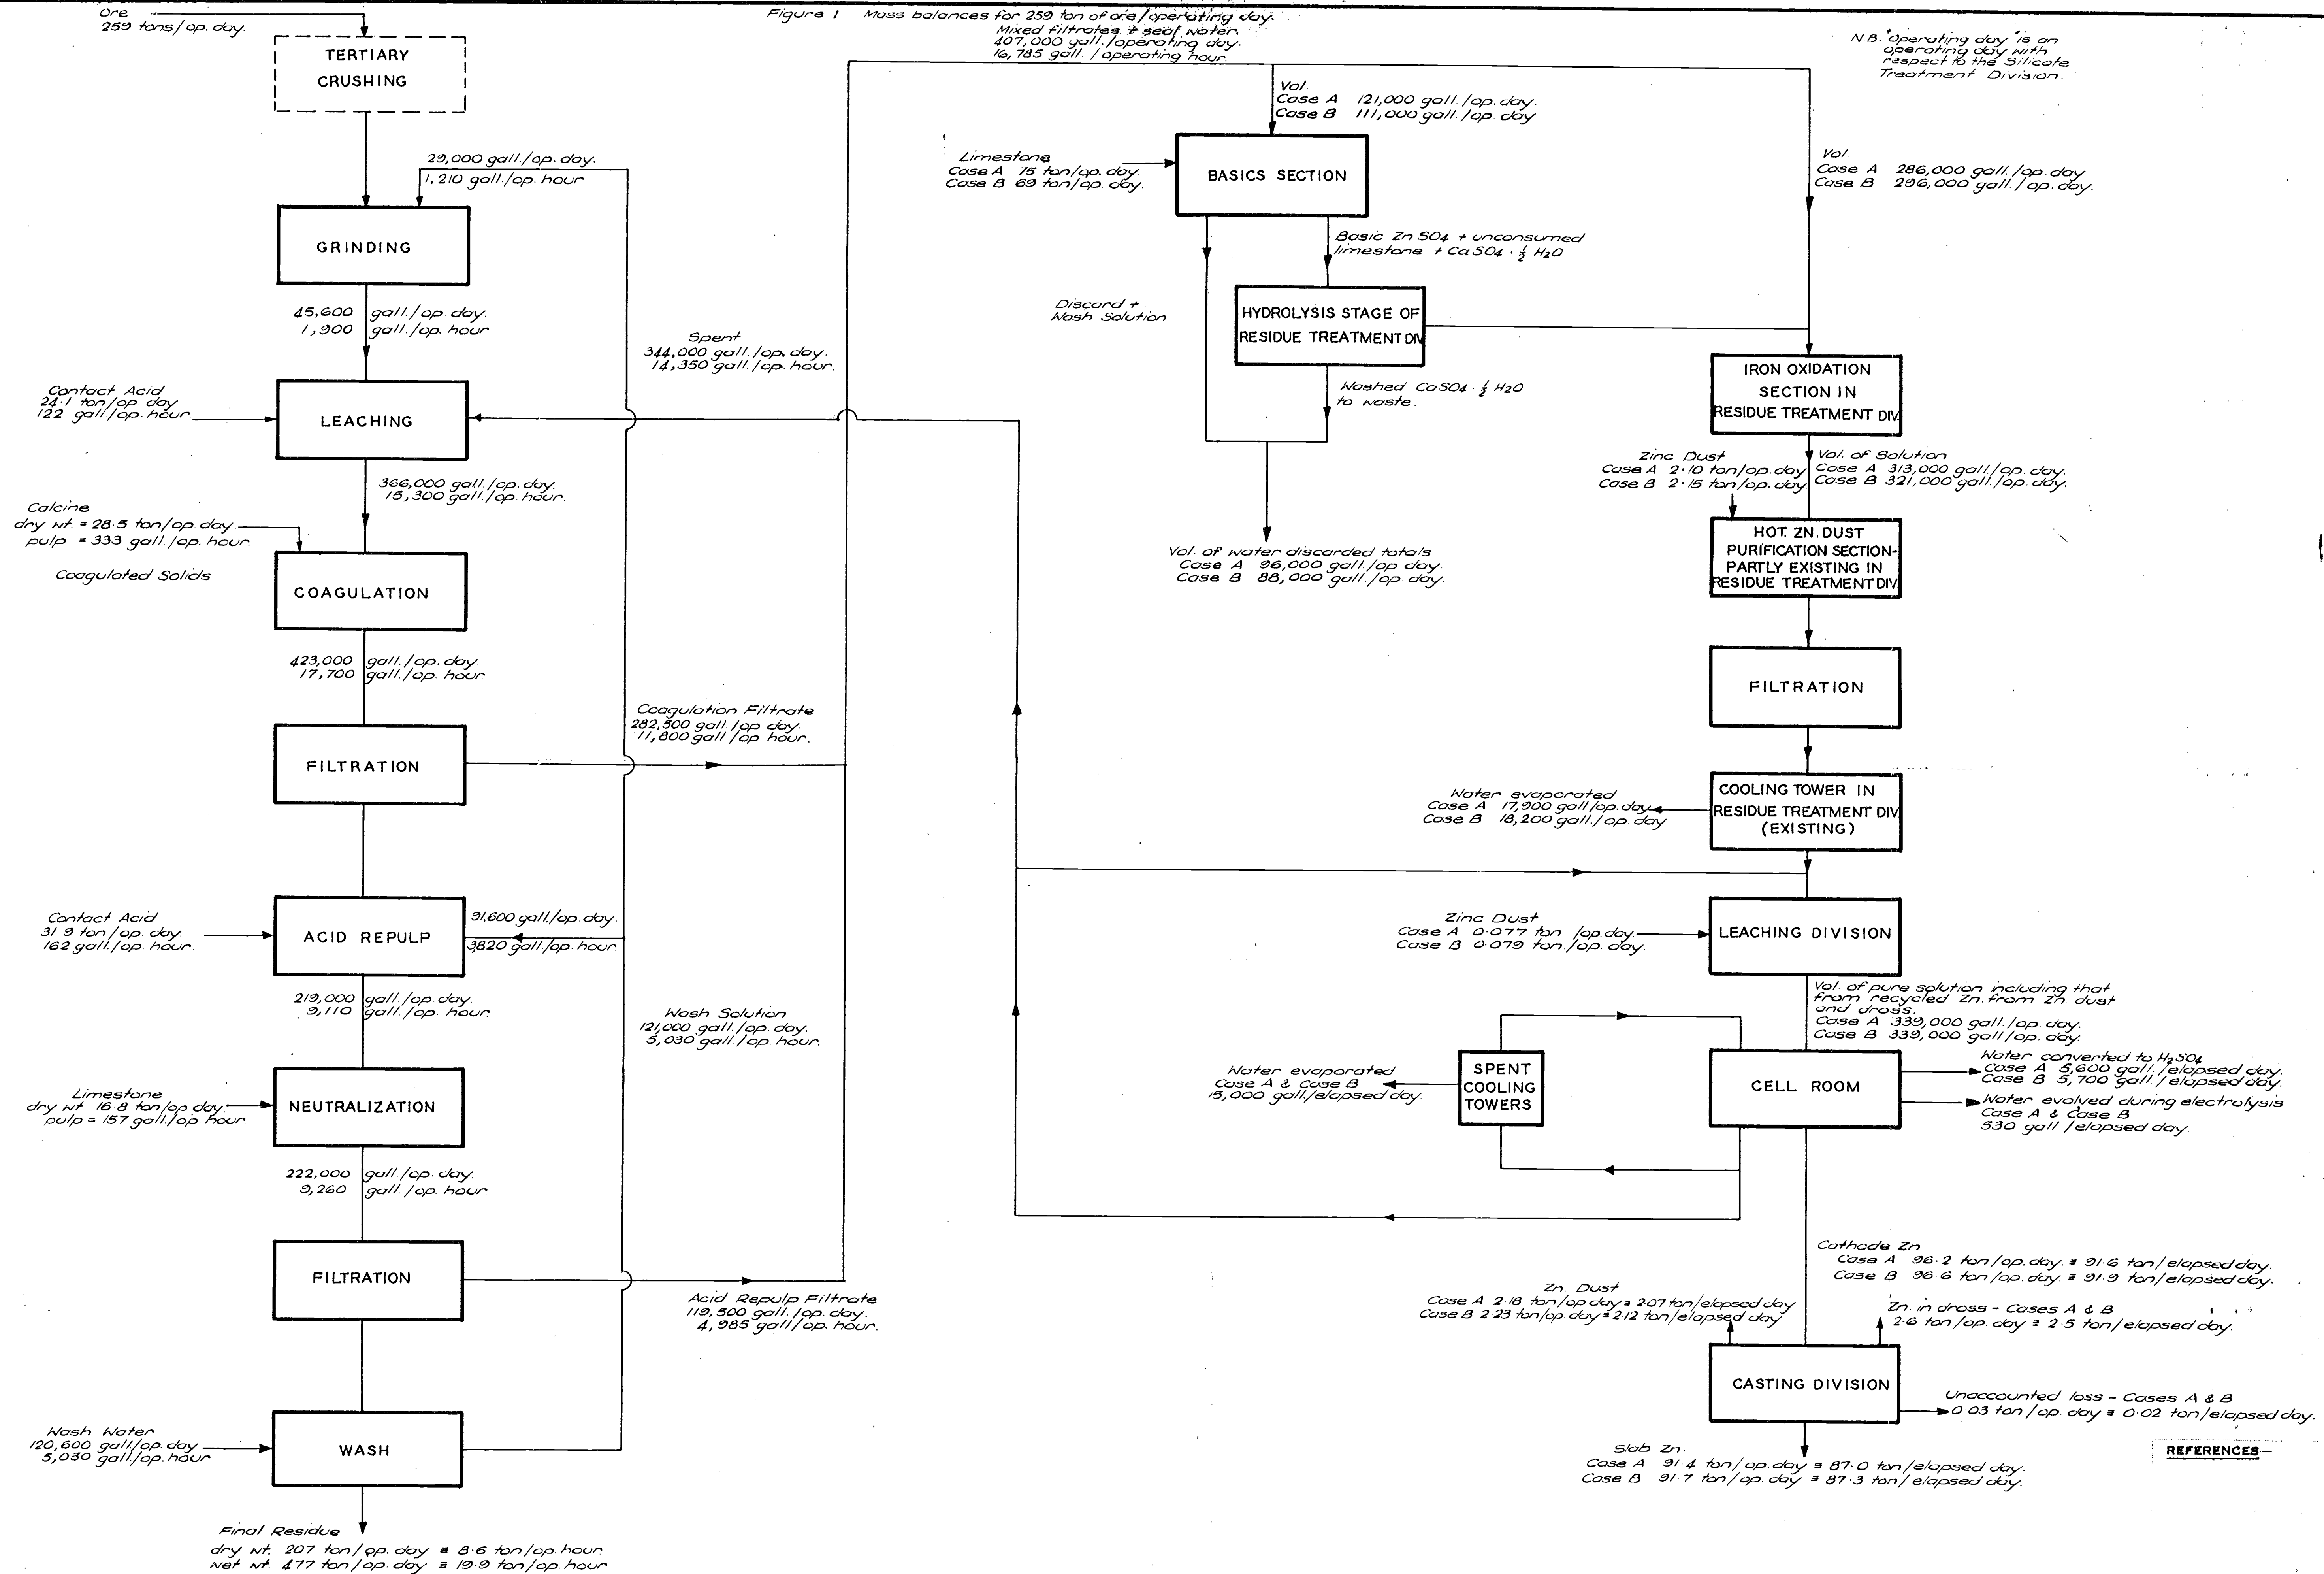 Figure 1 Mass balances for 259 ton of ore/operating day.
Mixed filtrates + seal water.
407,000 gall./operating day.
16,785 gall./operating hour.
N.B. "Operating day" is an
operating day with
respect to the Silicate
Treatment Division.
Ore
259 tons/op. day.
TERTIARY
CRUSHING
29,000 gall./op. day.
1,210 gall./op. hour
GRINDING
45,600 gall./op. day.
1,900 gall./op. hour
Spent
344,000 gall./op. day.
14,350 gall./op. hour.
Contact Acid
24.1 ton/op day
122 gall/op. hour.
LEACHING
366,000 gall./op. day.
15,300 gall./op. hour.
Calcine
dry wt. = 28.5 ton/op. day.
pulp = 333 gall./op. hour.
Coagulated Solids
COAGULATION
423,000 gall./op. day.
17,700 gall./op. hour
Coagulation Filtrate
282,500 gall./op. day.
11,800 gall./op. hour.
FILTRATION
Contact Acid
31.9 ton/op. day
162 gall/op. hour.
ACID REPULP
91,600 gall./op. day.
3,820 gall/op. hour.
219,000 gall./op. day.
9,110 gall./op. hour
Wash Solution
121,000 gall./op. day.
5,030 gall./op. hour.
Limestone
dry wt. 16.8 ton/op day.
pulp = 157 gall./op. hour.
NEUTRALIZATION
222,000 gall./op. day.
9,260 gall./op. hour.
FILTRATION
Acid Repulp Filtrate
119,500 gall./op. day.
4,985 gall/op. hour.
Wash Water
120,600 gall/op. day
5,030 gall/op. hour
WASH
Final Residue
dry wt. 207 ton/op. day ≡ 8.6 ton/op. hour
wet wt. 477 ton/op. day ≡ 19.9 ton/op. hour
Vol.
Case A 121,000 gall./op. day.
Case B 111,000 gall./op. day
Limestone
Case A 75 ton/op. day.
Case B 69 ton/op. day.
BASICS SECTION
Vol.
Case A 286,000 gall./op. day
Case B 296,000 gall./op. day.
Basic ZnSO4 + unconsumed
limestone + CaSO4 · ½ H2O
Discard +
Wash Solution
HYDROLYSIS STAGE OF
RESIDUE TREATMENT DIV.
Washed CaSO4 · ½ H2O
to waste.
Vol. of water discarded totals
Case A 96,000 gall./op. day.
Case B 88,000 gall./op. day.
IRON OXIDATION
SECTION IN
RESIDUE TREATMENT DIV.
Zinc Dust
Case A 2.10 ton/op. day
Case B 2.15 ton/op. day
Vol. of Solution
Case A 313,000 gall./op. day.
Case B 321,000 gall./op. day.
HOT. ZN. DUST
PURIFICATION SECTION-
PARTLY EXISTING IN
RESIDUE TREATMENT DIV.
FILTRATION
Water evaporated
Case A 17,900 gall/op. day
Case B 18,200 gall./op. day
COOLING TOWER IN
RESIDUE TREATMENT DIV.
(EXISTING)
Zinc Dust
Case A 0.077 ton /op. day.
Case B 0.079 ton/op. day.
LEACHING DIVISION
Vol. of pure solution including that
from recycled Zn. from Zn. dust
and dross.
Case A 339,000 gall./op. day.
Case B 339,000 gall./op. day.
Water evaporated
Case A & Case B
15,000 gall./elapsed day.
SPENT
COOLING
TOWERS
CELL ROOM
Water converted to H2SO4
Case A 5,600 gall./elapsed day.
Case B 5,700 gall/elapsed day.
Water evolved during electrolysis
Case A & Case B
530 gall/elapsed day.
Cathode Zn
Case A 96.2 ton/op. day. ≡ 91.6 ton/elapsed day.
Case B 96.6 ton/op. day. ≡ 91.9 ton/elapsed day.
Zn. Dust
Case A 2.18 ton/op. day ≡ 2.07 ton/elapsed day
Case B 2.23 ton/op. day ≡ 2.12 ton/elapsed day.
Zn. in dross - Cases A & B
2.6 ton/op. day ≡ 2.5 ton/elapsed day.
CASTING DIVISION
Unaccounted loss - Cases A & B
0.03 ton/op. day ≡ 0.02 ton/elapsed day.
Slab Zn.
Case A 91.4 ton/op. day ≡ 87.0 ton/elapsed day.
Case B 91.7 ton/op. day ≡ 87.3 ton/elapsed day.
REFERENCES